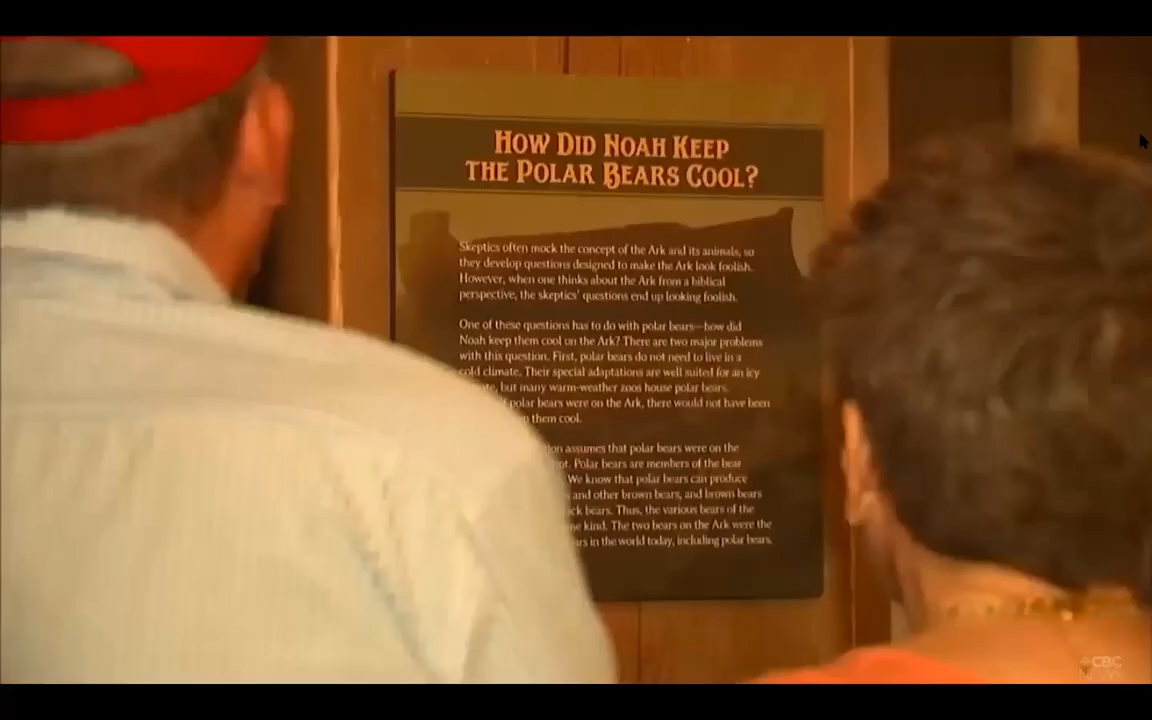 HOW DID NOAH KEEP
THE POLAR BEARS COOL?
Skeptics often mock the concept of the Ark and its animals, so
they develop questions designed to make the Ark look foolish.
However, when one thinks about the Ark from a biblical
perspective, the skeptics' questions end up looking foolish.
One of these questions has to do with polar bears—how did
Noah keep them cool on the Ark? There are two major problems
with this question. First, polar bears do not need to live in a
cold climate. Their special adaptations are well suited for an icy
but many warm-weather zoos house polar bears.
polar bears were on the Ark, there would not have been
them cool.
assumes that polar bears were on the
Polar bears are members of the bear
We know that polar bears can produce
and other brown bears, and brown bears
bears. Thus, the various bears of the
kind. The two bears on the Ark were the
in the world today, including polar bears.
CBC
NEWS